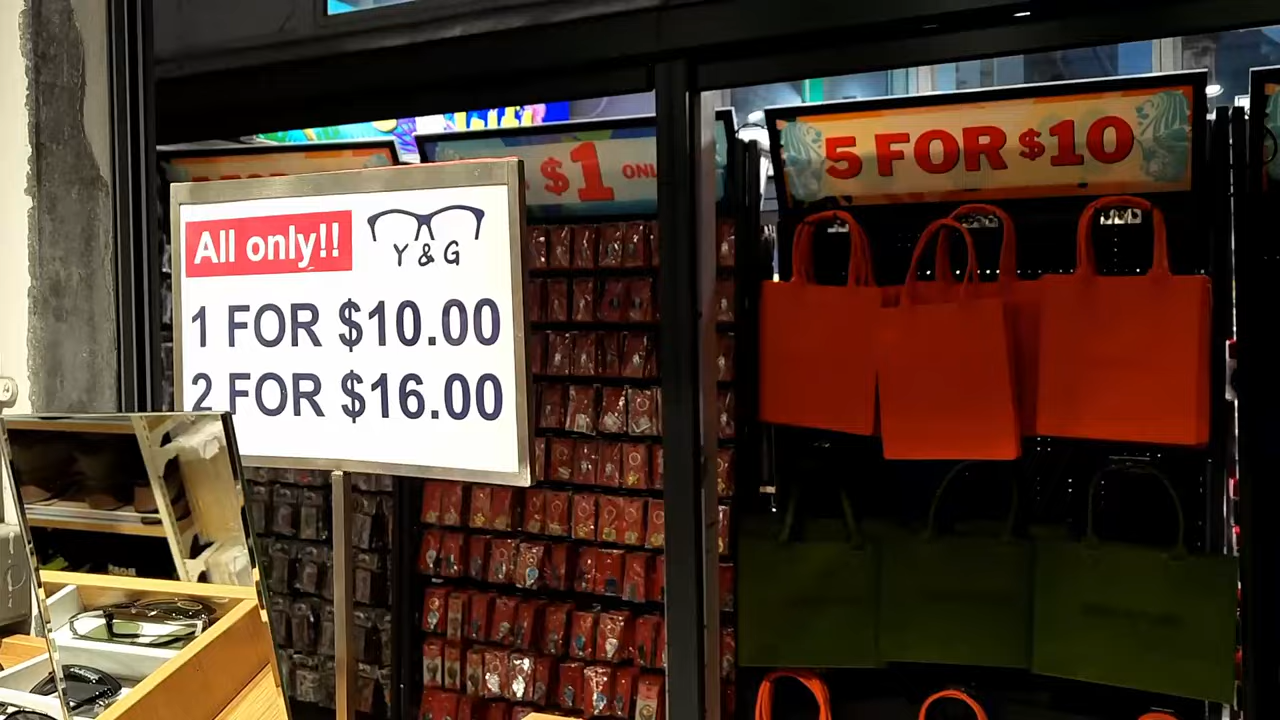 All only!!
Y & G
1 FOR $10.00
2 FOR $16.00
$1
5 FOR $10